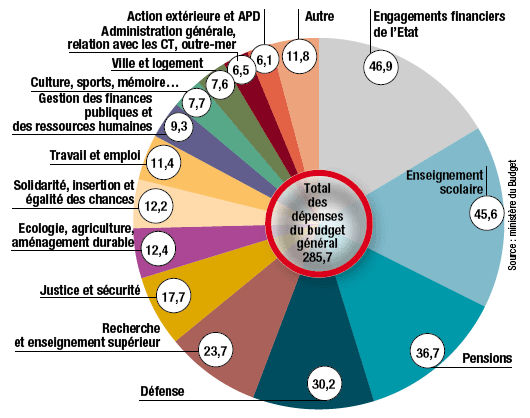 Action extérieure et APD
Autre
Engagements financiers
de l'Etat
Administration générale,
relation avec les CT, outre-mer
Ville et logement
Culture, sports, mémoire…
Gestion des finances
publiques et
des ressources humaines
Travail et emploi
Solidarité, insertion et
égalité des chances
Ecologie, agriculture,
aménagement durable
Justice et sécurité
Recherche
et enseignement supérieur
Défense
Pensions
Enseignement
scolaire
46,9
45,6
36,7
30,2
23,7
17,7
12,4
12,2
11,4
9,3
7,7
7,6
6,5
6,1
11,8
Total
des
dépenses
du budget
général
285,7
Source : ministère du Budget